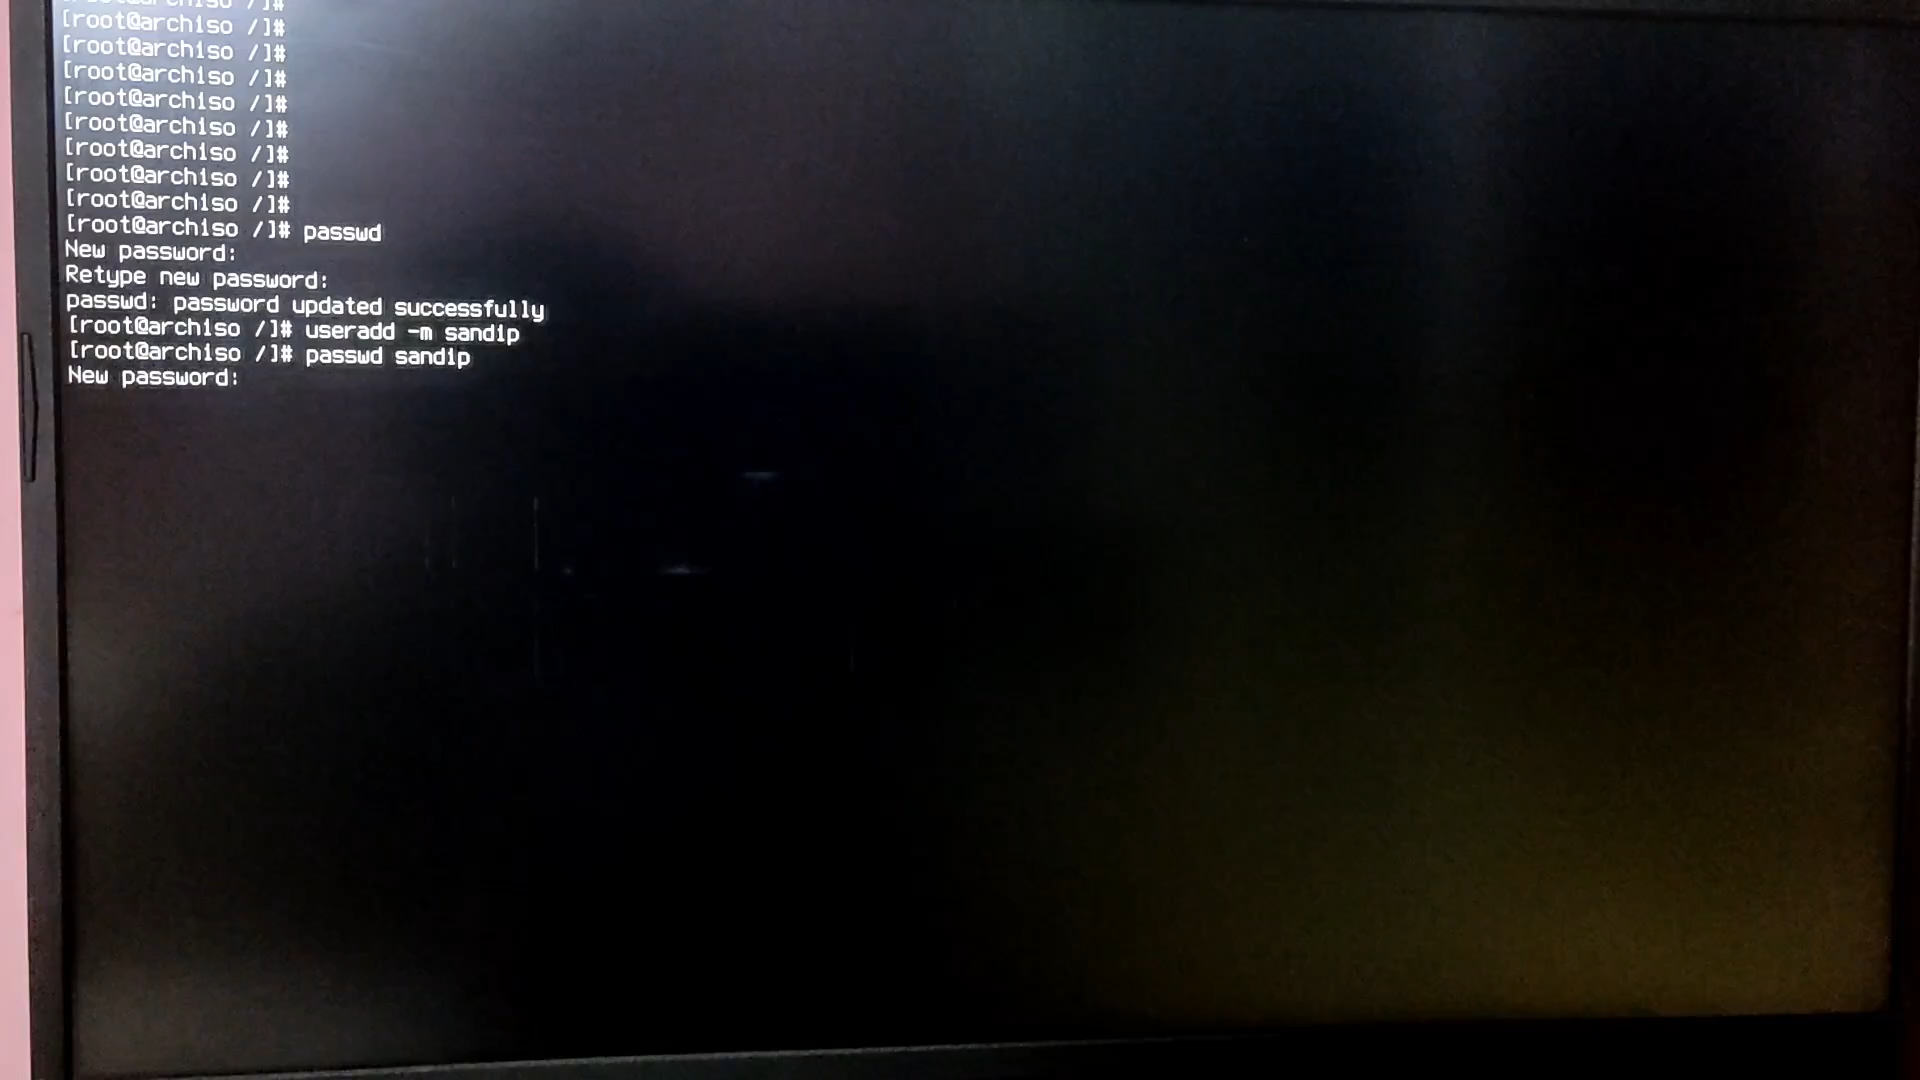 [root@archiso /]#
[root@archiso /]#
[root@archiso /]#
[root@archiso /]#
[root@archiso /]#
[root@archiso /]#
[root@archiso /]#
[root@archiso /]#
[root@archiso /]#
[root@archiso /]# passwd
New password:
Retype new password:
passwd: password updated successfully
[root@archiso /]# useradd -m sandip
[root@archiso /]# passwd sandip
New password: